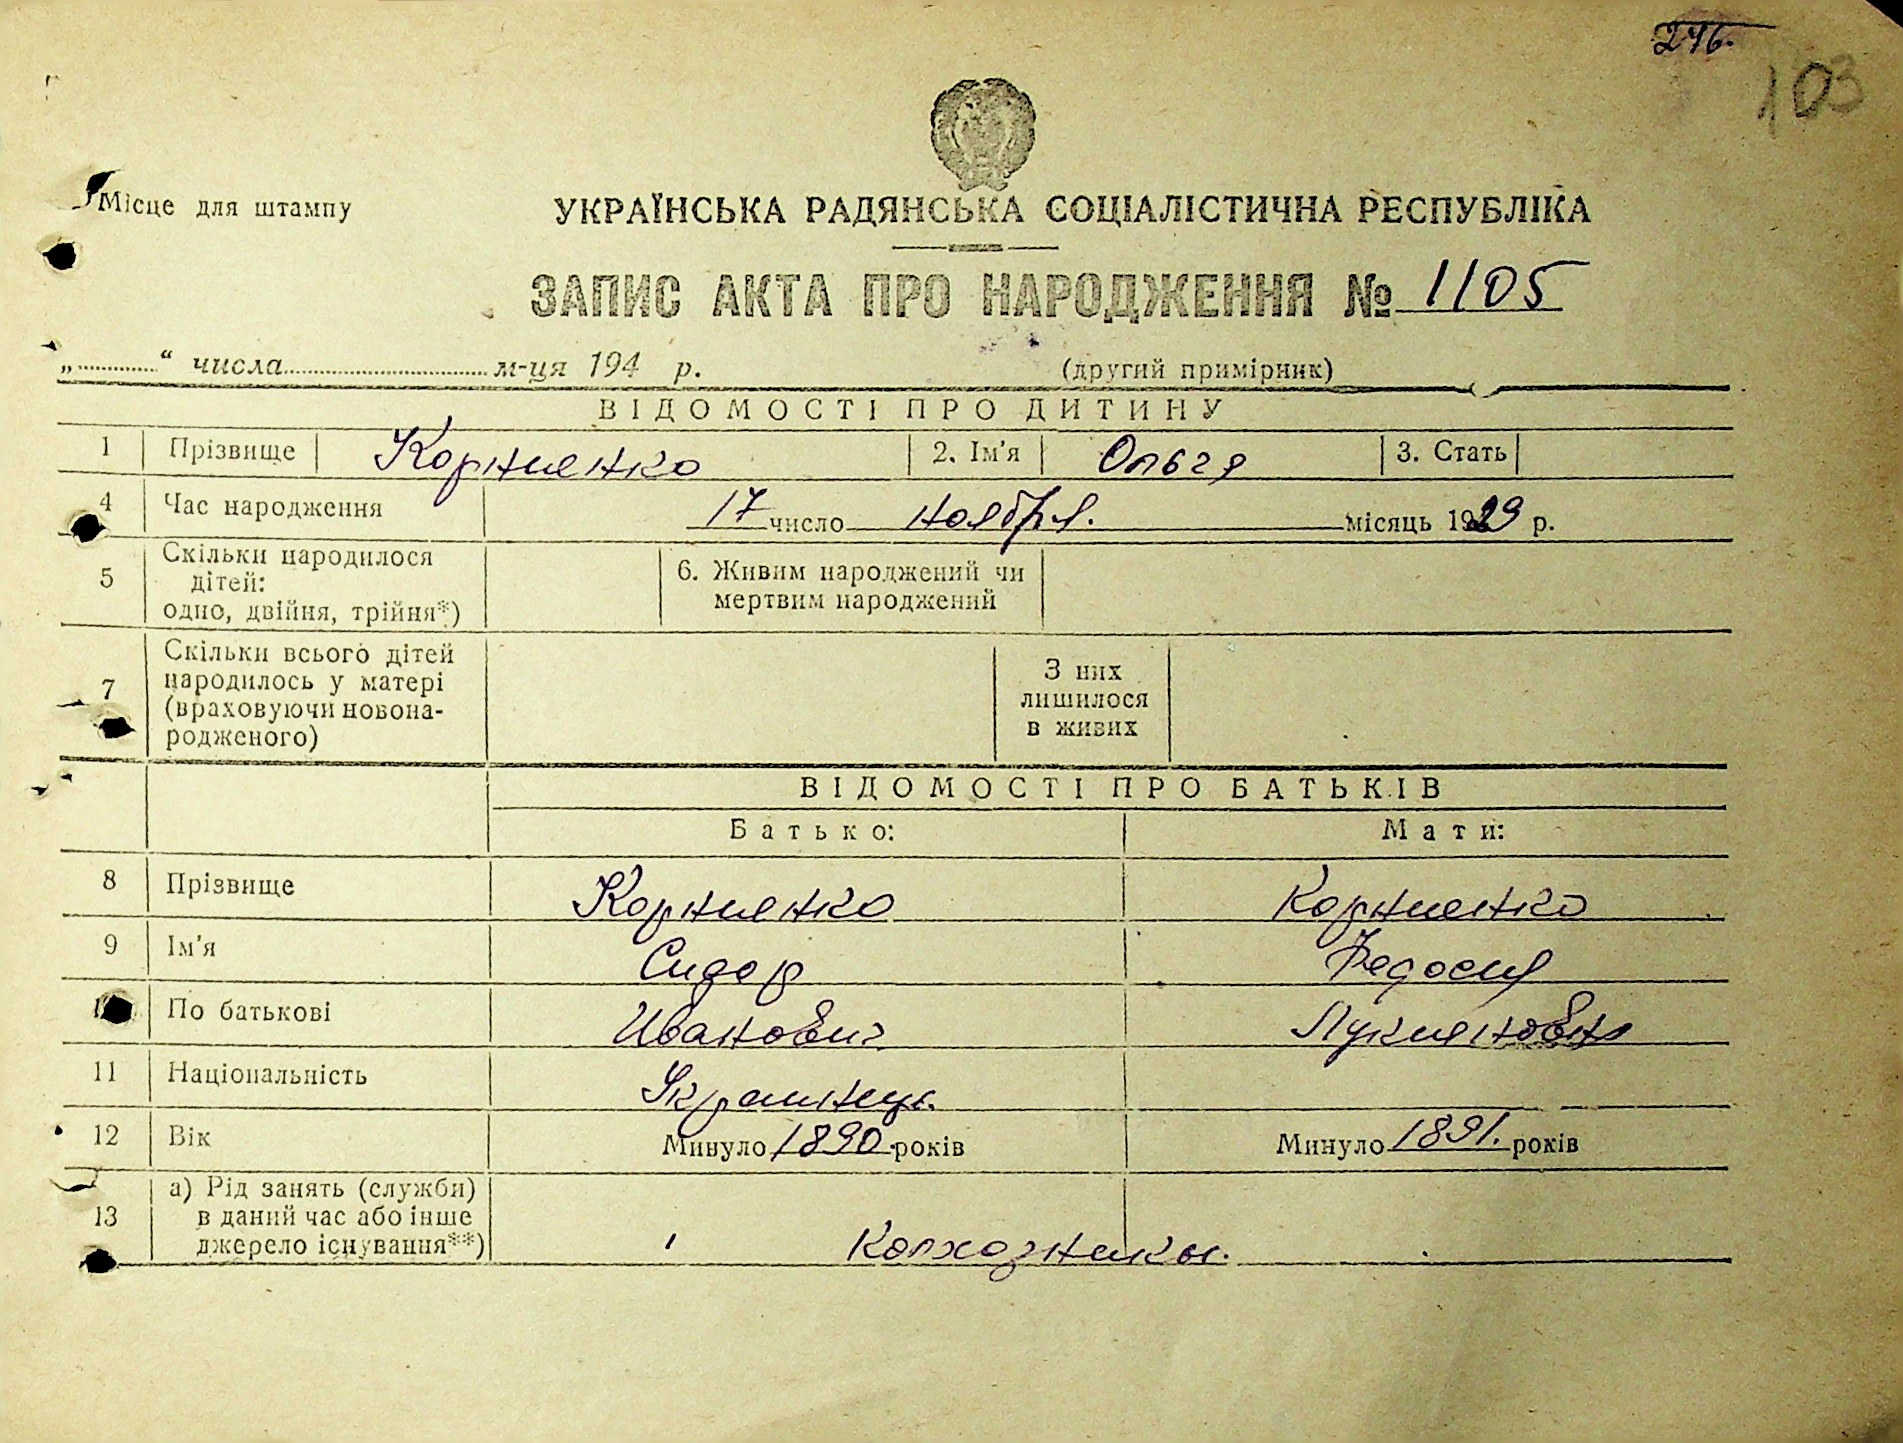 246.
103
Місце для штампу
УКРАЇНСЬКА РАДЯНСЬКА СОЦІАЛІСТИЧНА РЕСПУБЛІКА
ЗАПИС АКТА ПРО НАРОДЖЕННЯ № 1105
„ “ числа м-ця 194 р. (другий примірник)
ВІДОМОСТІ ПРО ДИТИНУ
1 Прізвище Корниенко 2. Ім'я Ольга 3. Стать
4 Час народження 17 число ноября. місяць 1929 р.
5 Скільки народилося
дітей:
одно, двійня, трійня*)
6. Живим народжений чи
мертвим народжений
7 Скільки всього дітей
народилось у матері
(враховуючи новона-
родженого)
З них
лишилося
в живих
ВІДОМОСТІ ПРО БАТЬКІВ
Батько: Мати:
8 Прізвище Корниенко Корниенко
9 Ім'я Сидор Федосия
10 По батькові Иванович Лукияновна
11 Національність Украинец.
12 Вік Минуло 1890 років Минуло 1891. років
13 а) Рід занять (служби)
в даний час або інше
джерело існування**)
Колхозники.